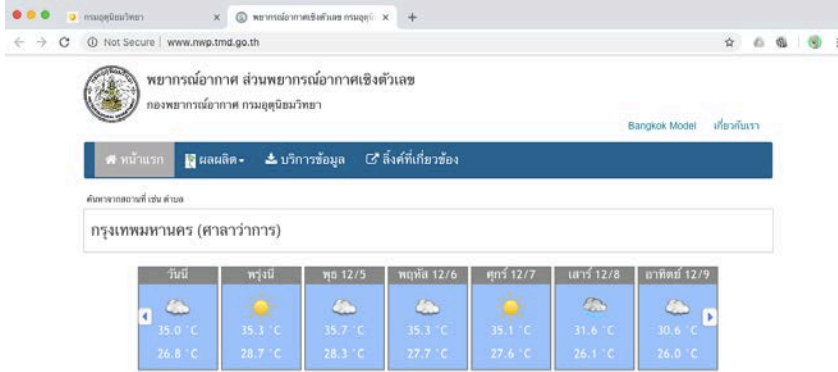 กรมอุตุนิยมวิทยา
พยากรณ์อากาศเชิงตัวเลข กรมอุตุนิ
Not Secure | www.nwp.tmd.go.th
พยากรณ์อากาศ ส่วนพยากรณ์อากาศเชิงตัวเลข
กองพยากรณ์อากาศ กรมอุตุนิยมวิทยา
Bangkok Model เกี่ยวกับเรา
หน้าแรก ผลผลิต บริการข้อมูล ลิ้งค์ที่เกี่ยวข้อง
ค้นหาจากสถานที่ เช่น ตำบล
กรุงเทพมหานคร (ศาลาว่าการ)
วันนี้ พรุ่งนี้ พุธ 12/5 พฤหัส 12/6 ศุกร์ 12/7 เสาร์ 12/8 อาทิตย์ 12/9
35.0 °C 35.3 °C 35.7 °C 35.3 °C 35.1 °C 31.6 °C 30.6 °C
26.8 °C 28.7 °C 28.3 °C 27.7 °C 27.6 °C 26.1 °C 26.0 °C